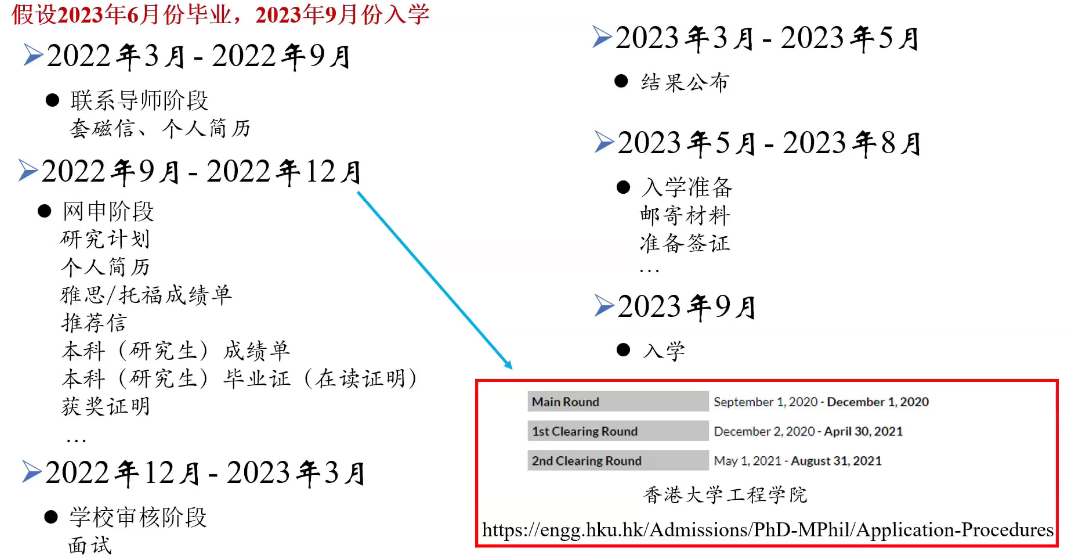 假设2023年6月份毕业，2023年9月份入学
2022年3月 - 2022年9月
● 联系导师阶段
套磁信、个人简历
2022年9月 - 2022年12月
● 网申阶段
研究计划
个人简历
雅思/托福成绩单
推荐信
本科（研究生）成绩单
本科（研究生）毕业证（在读证明）
获奖证明
…
2022年12月 - 2023年3月
● 学校审核阶段
面试
2023年3月 - 2023年5月
● 结果公布
2023年5月 - 2023年8月
● 入学准备
邮寄材料
准备签证
…
2023年9月
● 入学
Main Round September 1, 2020 - December 1, 2020
1st Clearing Round December 2, 2020 - April 30, 2021
2nd Clearing Round May 1, 2021 - August 31, 2021
香港大学工程学院
https://engg.hku.hk/Admissions/PhD-MPhil/Application-Procedures